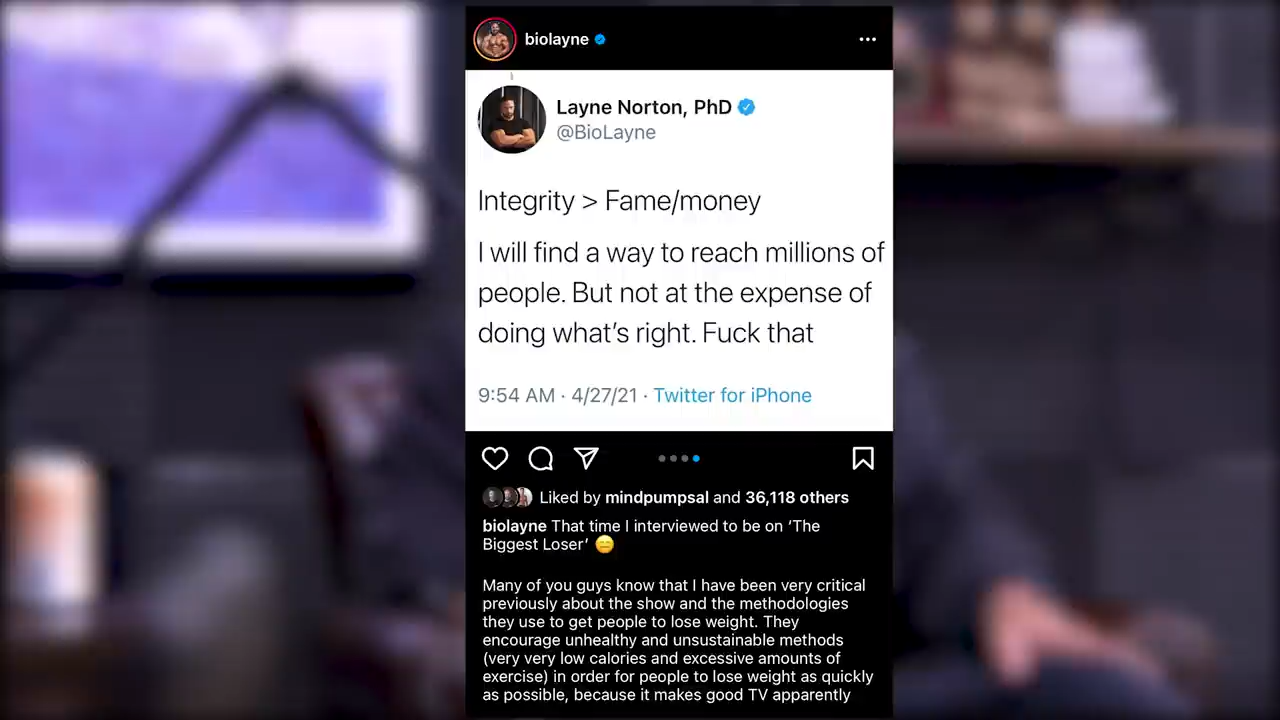 biolayne
Layne Norton, PhD
@BioLayne
Integrity > Fame/money
I will find a way to reach millions of
people. But not at the expense of
doing what's right. Fuck that
9:54 AM · 4/27/21 · Twitter for iPhone
Liked by mindpumpsal and 36,118 others
biolayne That time I interviewed to be on ‘The
Biggest Loser’ 😑
Many of you guys know that I have been very critical
previously about the show and the methodologies
they use to get people to lose weight. They
encourage unhealthy and unsustainable methods
(very very low calories and excessive amounts of
exercise) in order for people to lose weight as quickly
as possible, because it makes good TV apparently